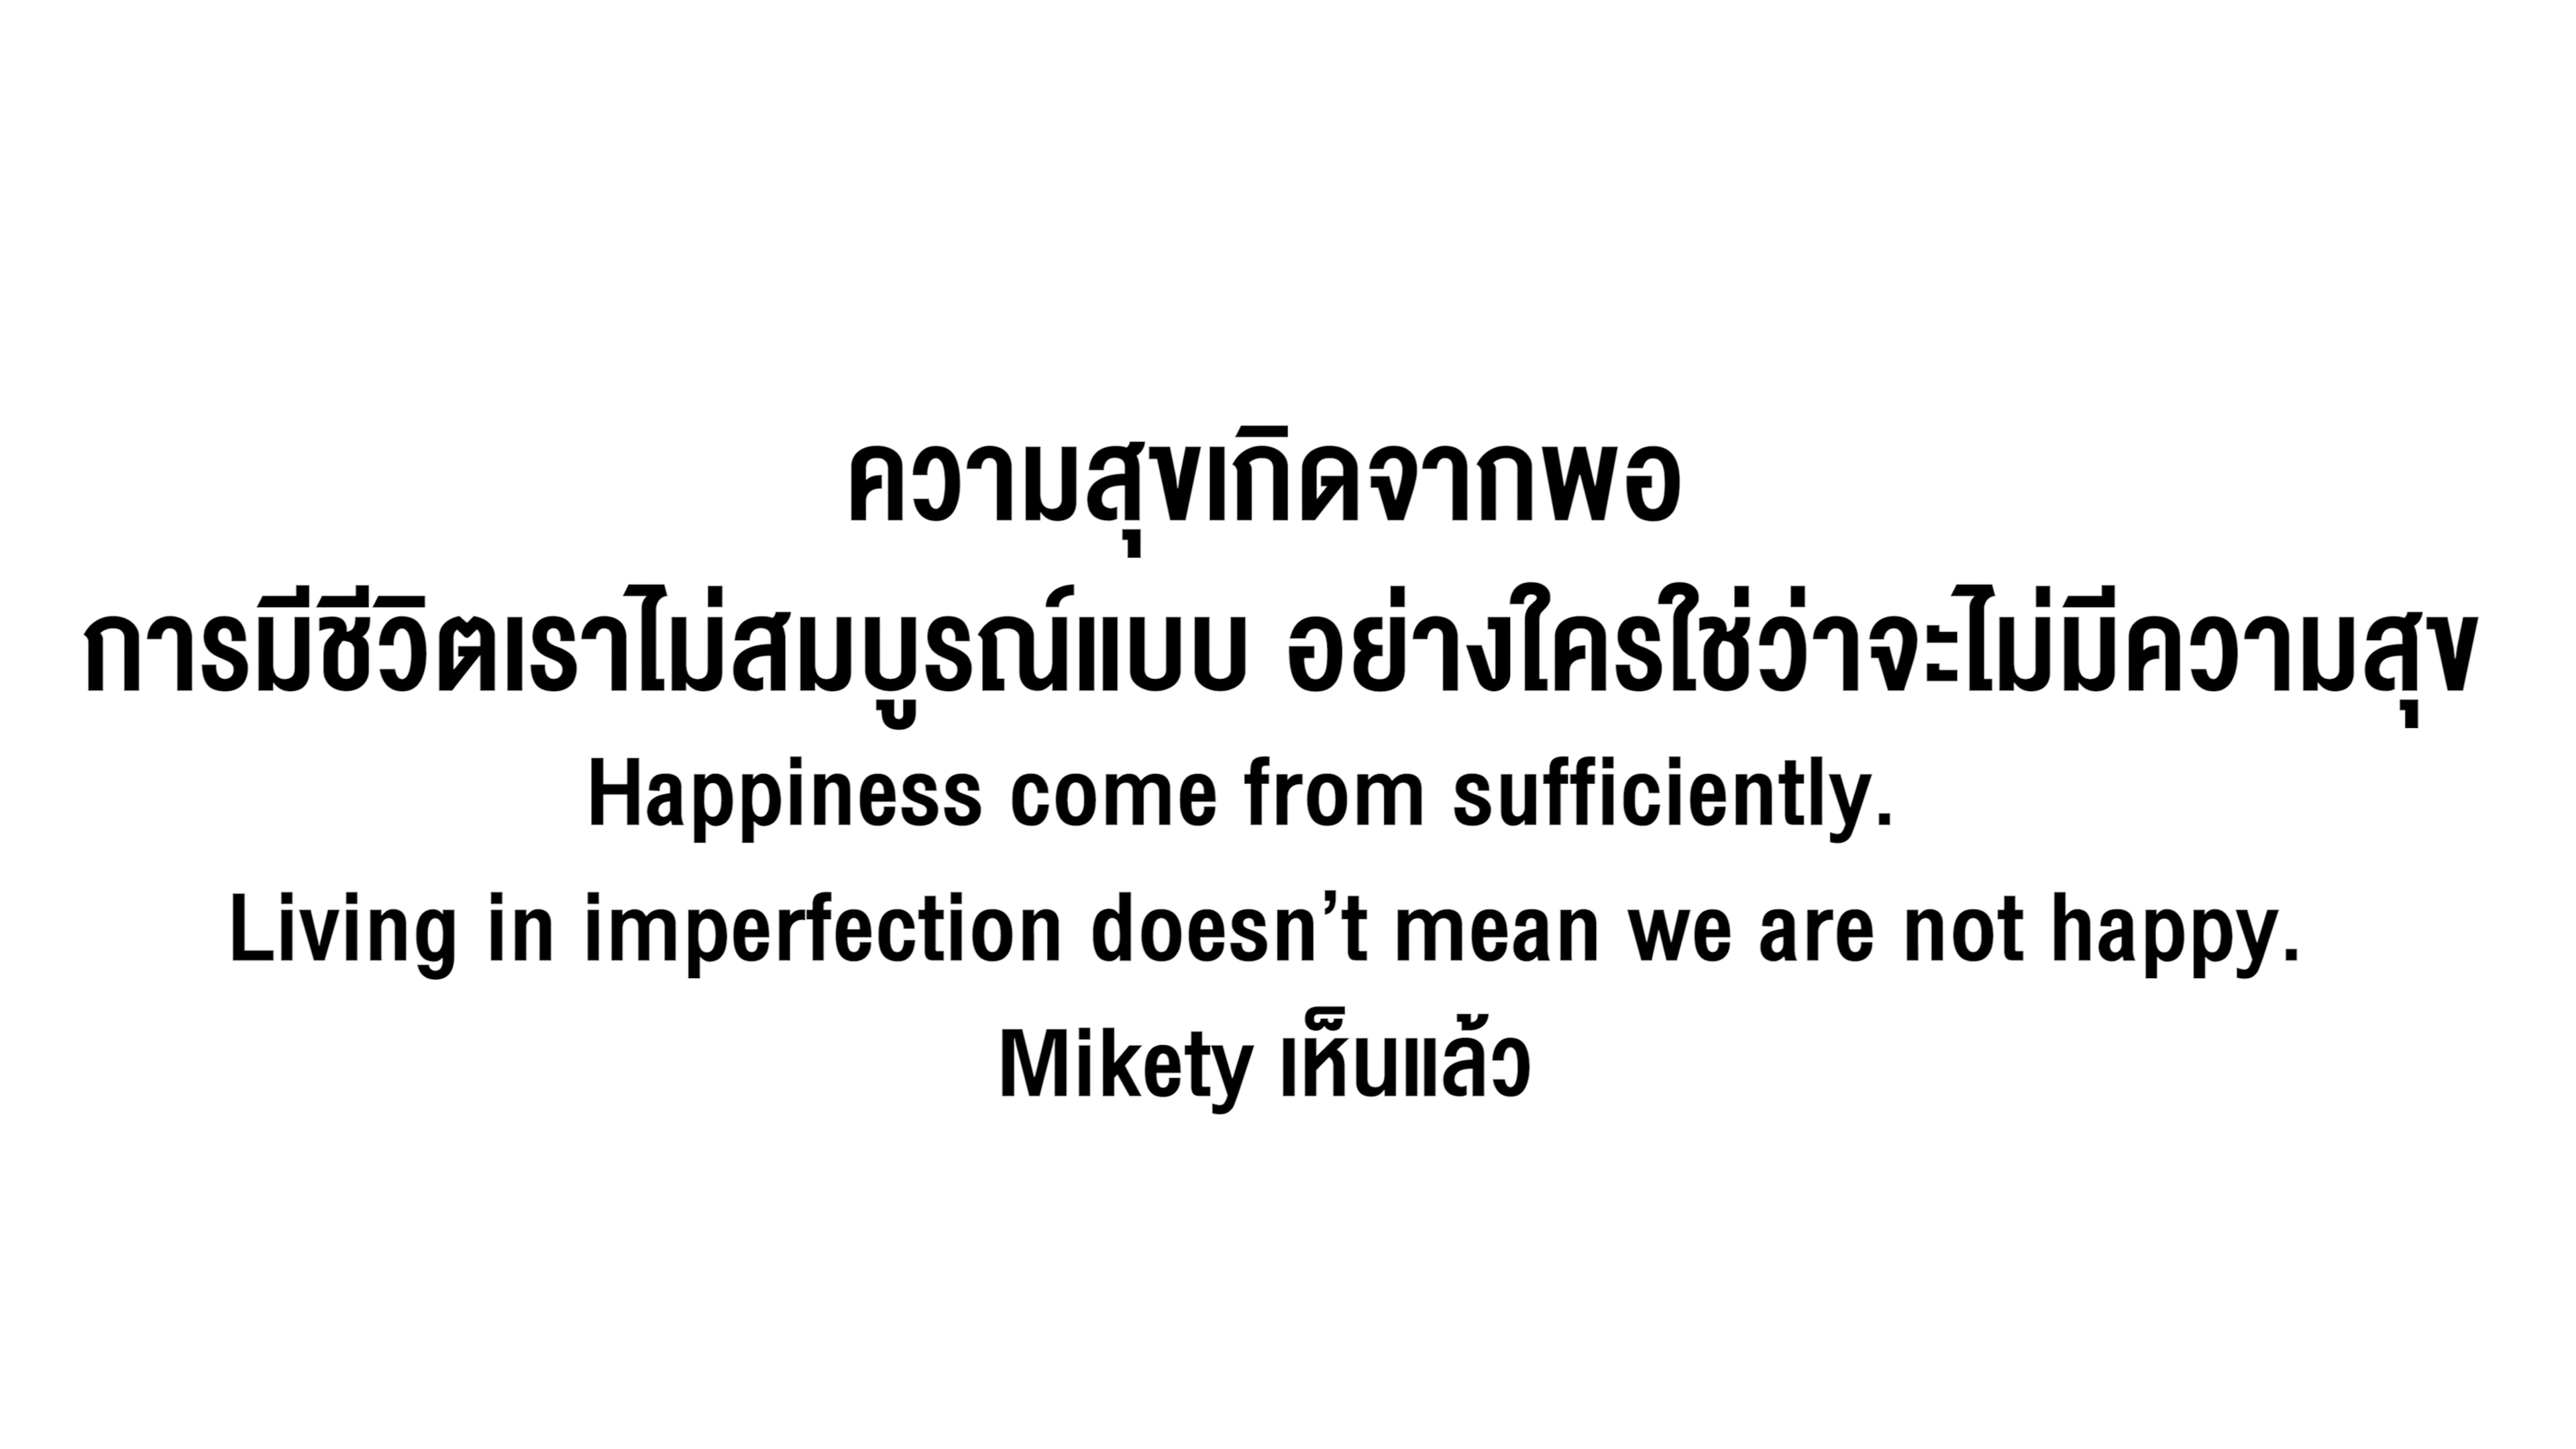 ความสุขเกิดจากพอ
การมีชีวิตเราไม่สมบูรณ์แบบ อย่างใครใช่ว่าจะไม่มีความสุข
Happiness come from sufficiently.
Living in imperfection doesn’t mean we are not happy.
Mikety เห็นแล้ว